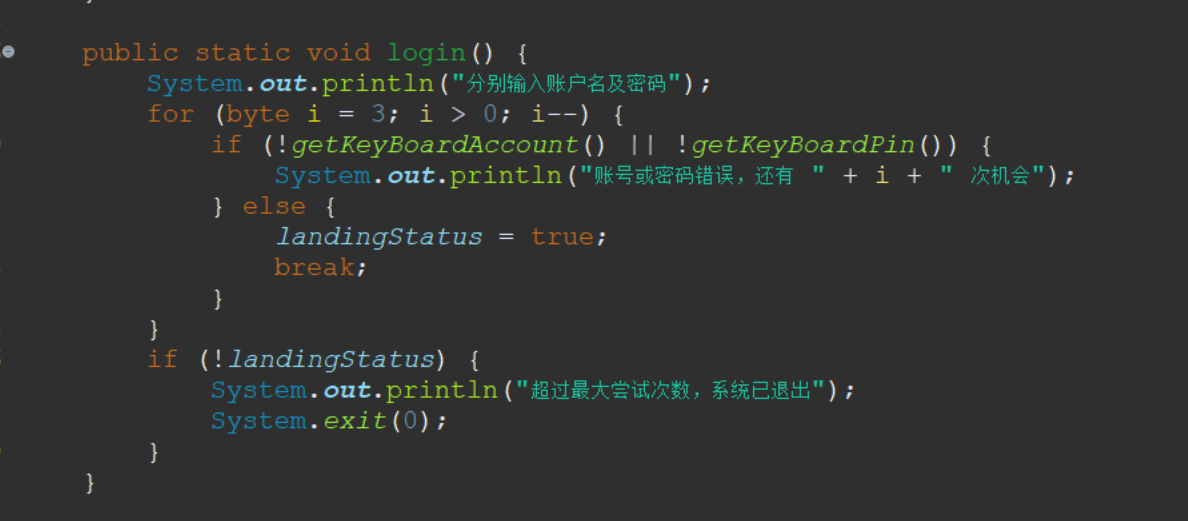 public static void login() {
System.out.println("分别输入账户名及密码");
for (byte i = 3; i > 0; i--) {
if (!getKeyBoardAccount() || !getKeyBoardPin()) {
System.out.println("账号或密码错误，还有 " + i + " 次机会");
} else {
landingStatus = true;
break;
}
}
if (!landingStatus) {
System.out.println("超过最大尝试次数，系统已退出");
System.exit(0);
}
}